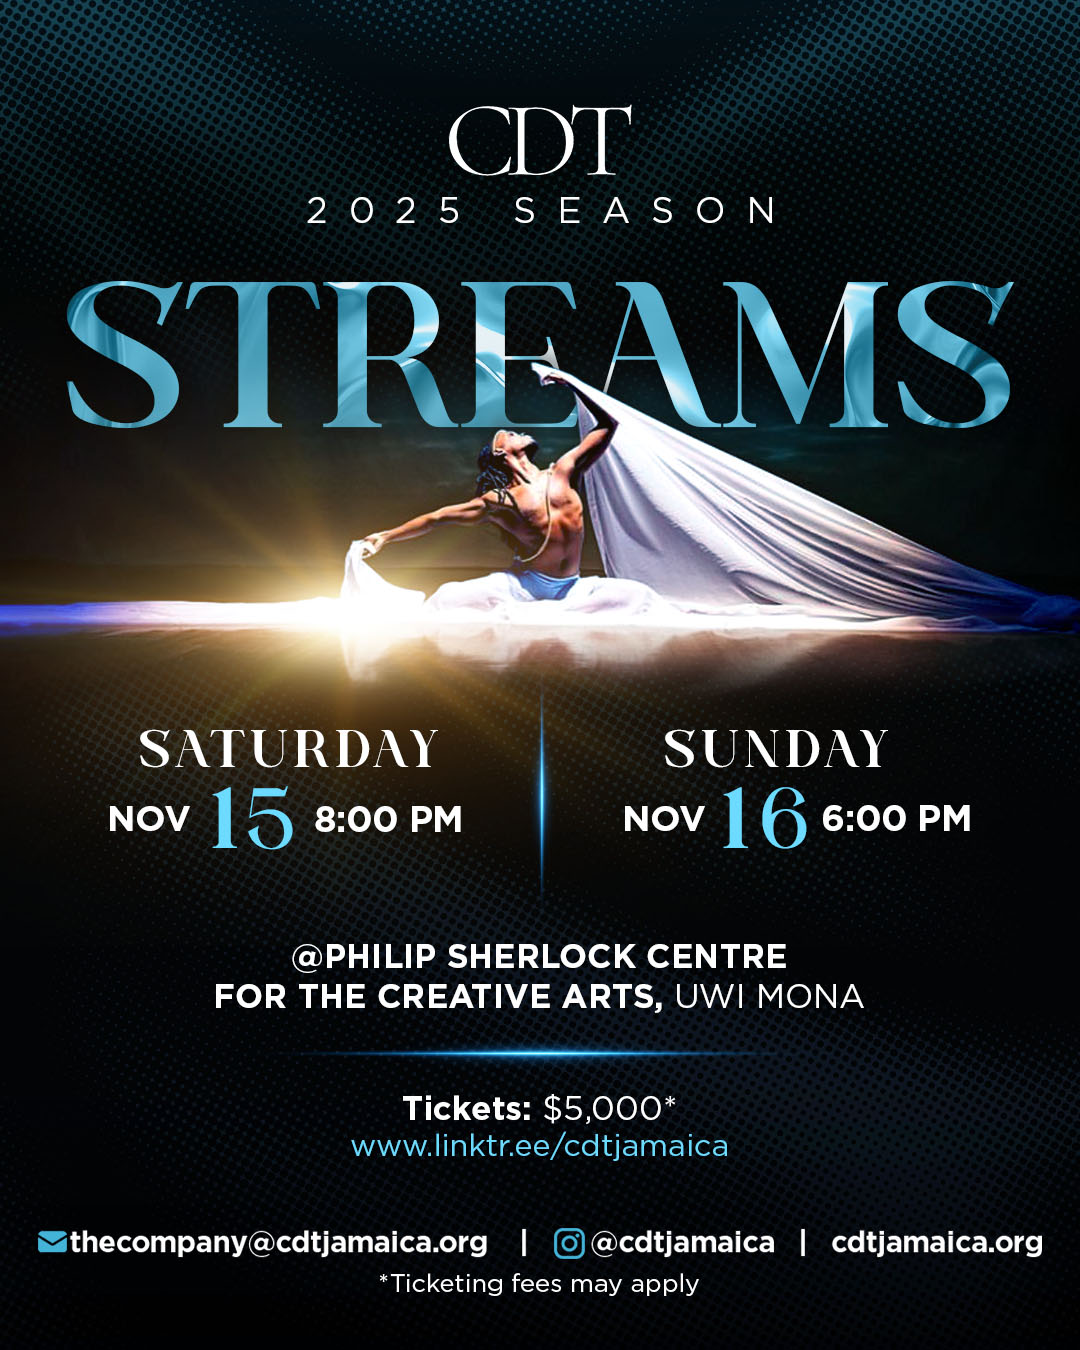 CDT
2025 SEASON
STREAMS
SATURDAY
NOV 15 8:00 PM
SUNDAY
NOV 16 6:00 PM
@PHILIP SHERLOCK CENTRE
FOR THE CREATIVE ARTS, UWI MONA
Tickets: $5,000*
www.linktr.ee/cdtjamaica
thecompany@cdtjamaica.org | @cdtjamaica | cdtjamaica.org
*Ticketing fees may apply